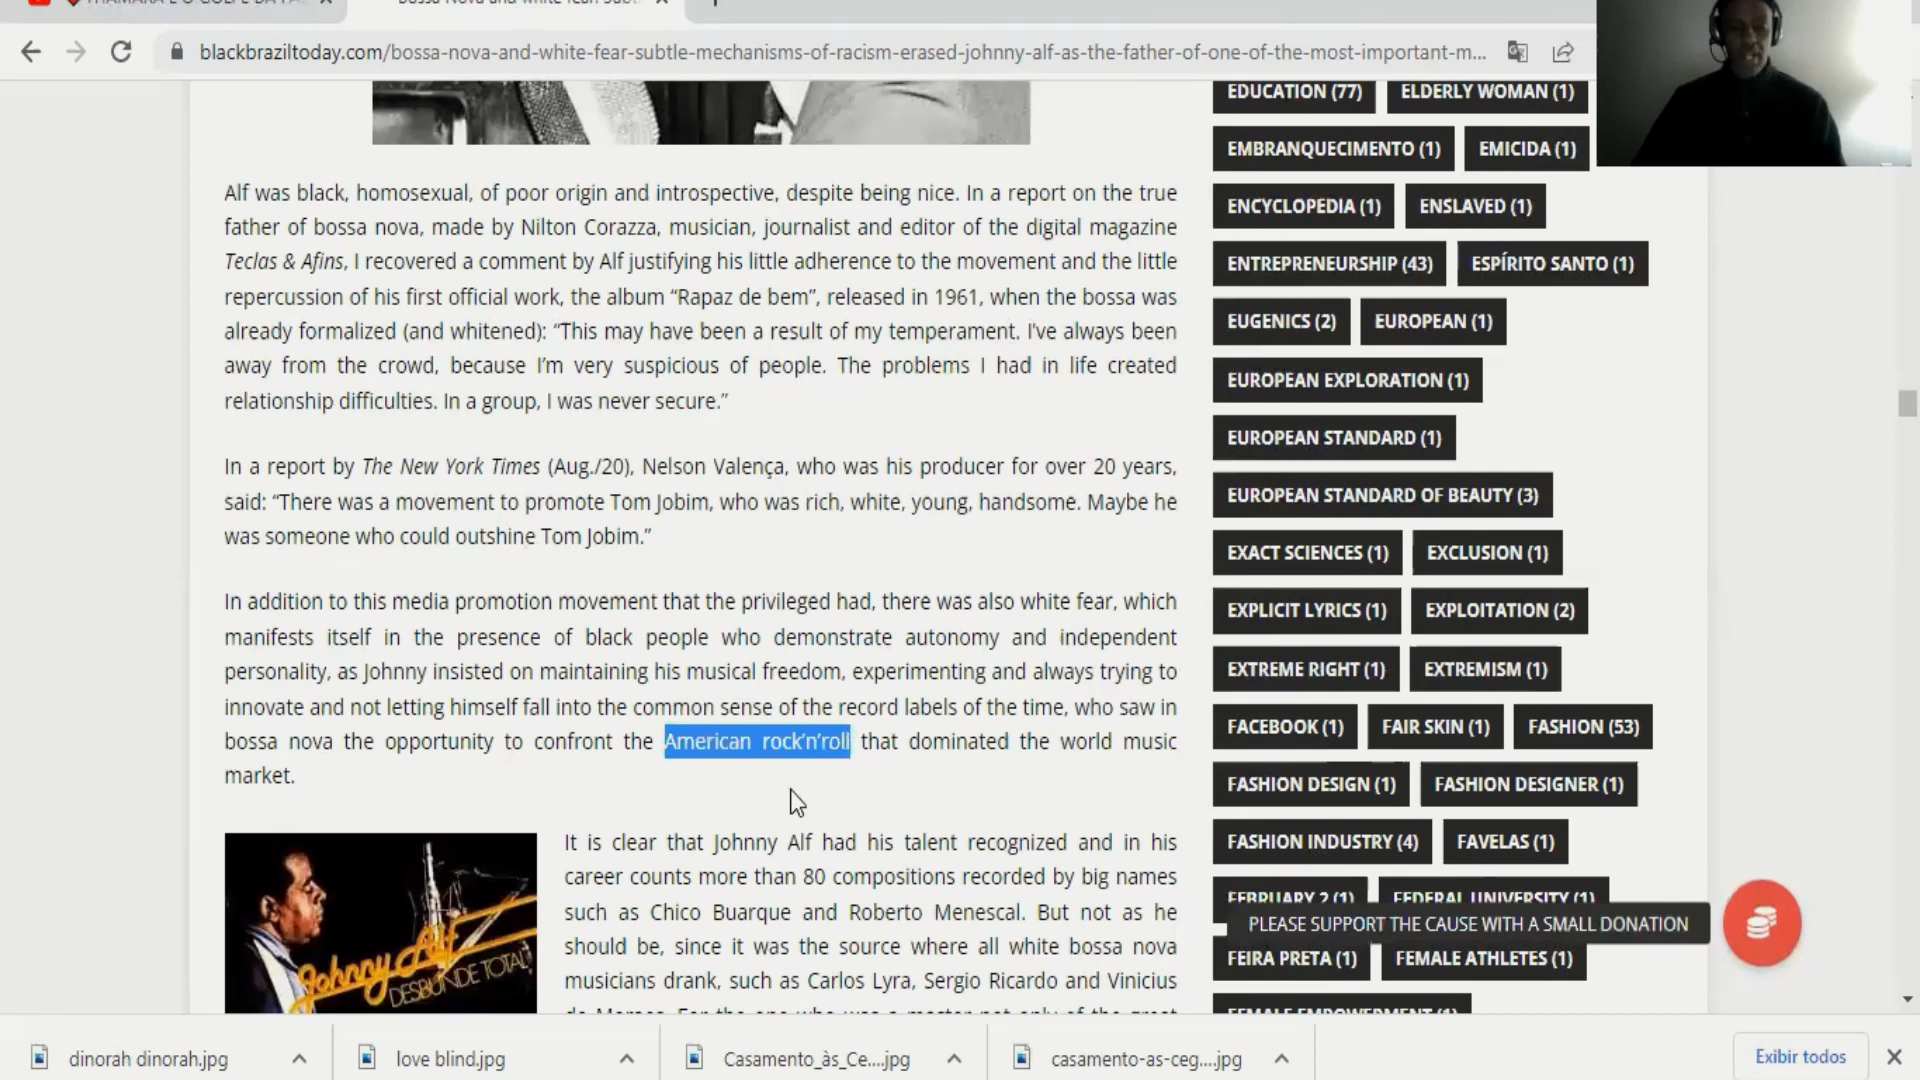 blackbraziltoday.com/bossa-nova-and-white-fear-subtle-mechanisms-of-racism-erased-johnny-alf-as-the-father-of-one-of-the-most-important-m...
Alf was black, homosexual, of poor origin and introspective, despite being nice. In a report on the true
father of bossa nova, made by Nilton Corazza, musician, journalist and editor of the digital magazine
Teclas & Afins, I recovered a comment by Alf justifying his little adherence to the movement and the little
repercussion of his first official work, the album “Rapaz de bem”, released in 1961, when the bossa was
already formalized (and whitened): “This may have been a result of my temperament. I’ve always been
away from the crowd, because I’m very suspicious of people. The problems I had in life created
relationship difficulties. In a group, I was never secure.”
In a report by The New York Times (Aug./20), Nelson Valença, who was his producer for over 20 years,
said: “There was a movement to promote Tom Jobim, who was rich, white, young, handsome. Maybe he
was someone who could outshine Tom Jobim.”
In addition to this media promotion movement that the privileged had, there was also white fear, which
manifests itself in the presence of black people who demonstrate autonomy and independent
personality, as Johnny insisted on maintaining his musical freedom, experimenting and always trying to
innovate and not letting himself fall into the common sense of the record labels of the time, who saw in
bossa nova the opportunity to confront the American rock’n’roll that dominated the world music
market.
Johnny Alf
DESBUNDE TOTAL
It is clear that Johnny Alf had his talent recognized and in his
career counts more than 80 compositions recorded by big names
such as Chico Buarque and Roberto Menescal. But not as he
should be, since it was the source where all white bossa nova
musicians drank, such as Carlos Lyra, Sergio Ricardo and Vinicius
EDUCATION (77) ELDERLY WOMAN (1)
EMBRANQUECIMENTO (1) EMICIDA (1)
ENCYCLOPEDIA (1) ENSLAVED (1)
ENTREPRENEURSHIP (43) ESPÍRITO SANTO (1)
EUGENICS (2) EUROPEAN (1)
EUROPEAN EXPLORATION (1)
EUROPEAN STANDARD (1)
EUROPEAN STANDARD OF BEAUTY (3)
EXACT SCIENCES (1) EXCLUSION (1)
EXPLICIT LYRICS (1) EXPLOITATION (2)
EXTREME RIGHT (1) EXTREMISM (1)
FACEBOOK (1) FAIR SKIN (1) FASHION (53)
FASHION DESIGN (1) FASHION DESIGNER (1)
FASHION INDUSTRY (4) FAVELAS (1)
FEBRUARY 2 (1) FEDERAL UNIVERSITY (1)
PLEASE SUPPORT THE CAUSE WITH A SMALL DONATION
FEIRA PRETA (1) FEMALE ATHLETES (1)
FEMALE EMPOWERMENT (1)
dinorah dinorah.jpg love blind.jpg Casamento_às_Ce....jpg casamento-as-ceg....jpg Exibir todos